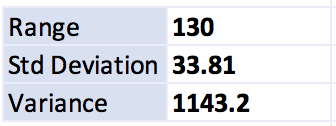 Range 130
Std Deviation 33.81
Variance 1143.2